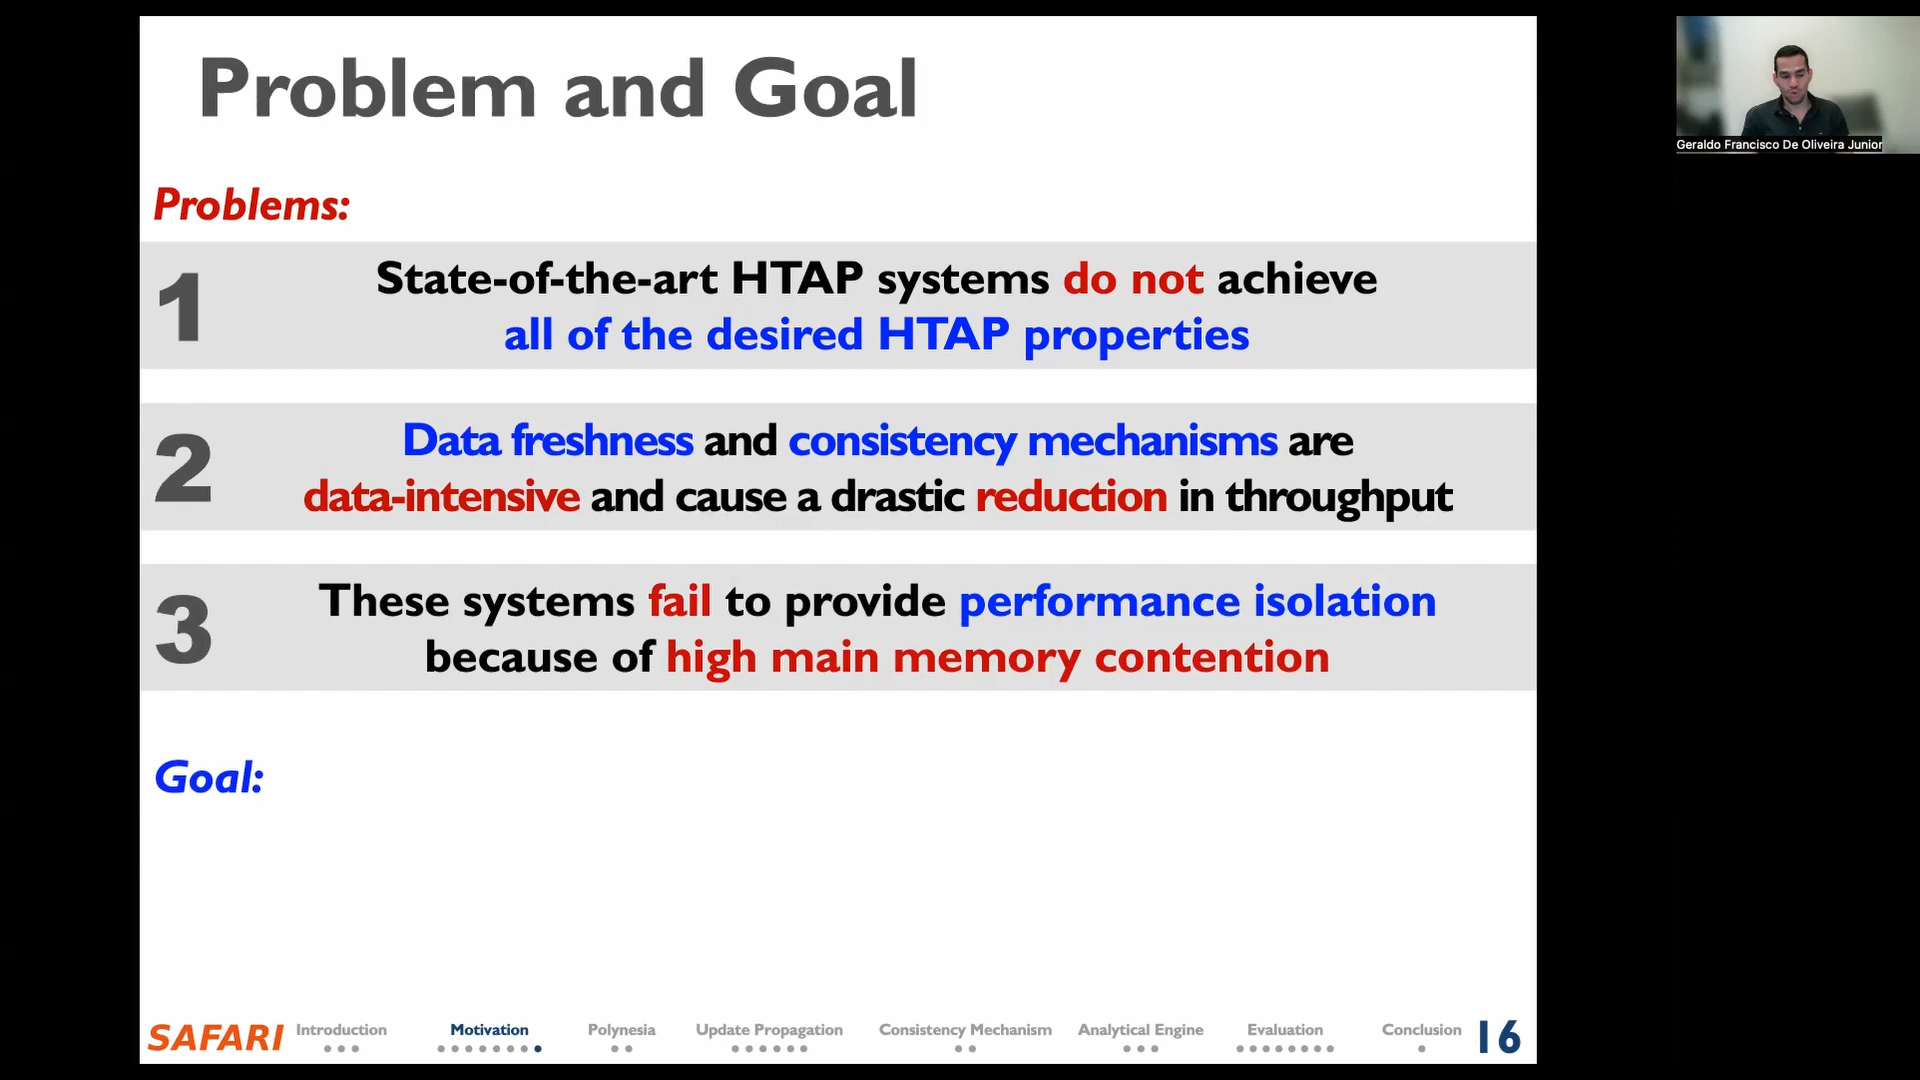 Problem and Goal
Geraldo Francisco De Oliveira Junior
Problems:
1
State-of-the-art HTAP systems do not achieve
all of the desired HTAP properties
2
Data freshness and consistency mechanisms are
data-intensive and cause a drastic reduction in throughput
3
These systems fail to provide performance isolation
because of high main memory contention
Goal:
SAFARI Introduction Motivation Polynesia Update Propagation Consistency Mechanism Analytical Engine Evaluation Conclusion 16